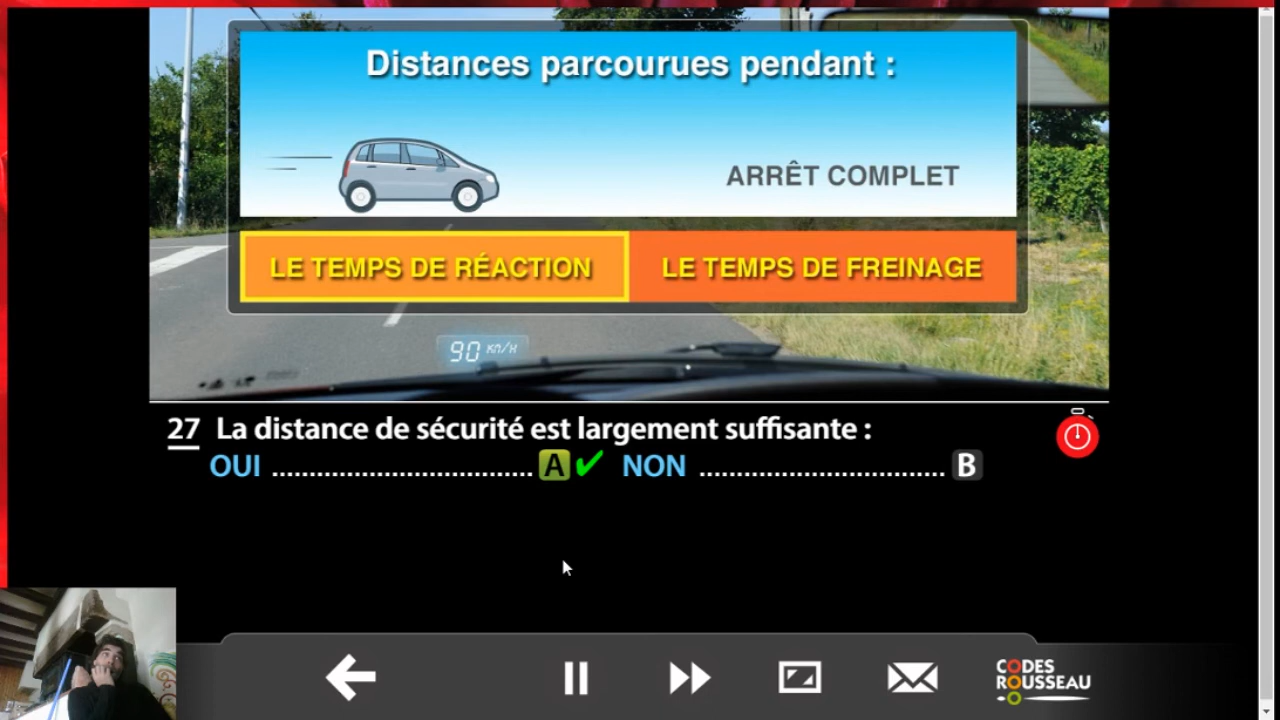 Distances parcourues pendant :
ARRÊT COMPLET
LE TEMPS DE RÉACTION
LE TEMPS DE FREINAGE
90 KM/H
27 La distance de sécurité est largement suffisante :
OUI .................................. A ✔ NON ................................. B
CODES
ROUSSEAU